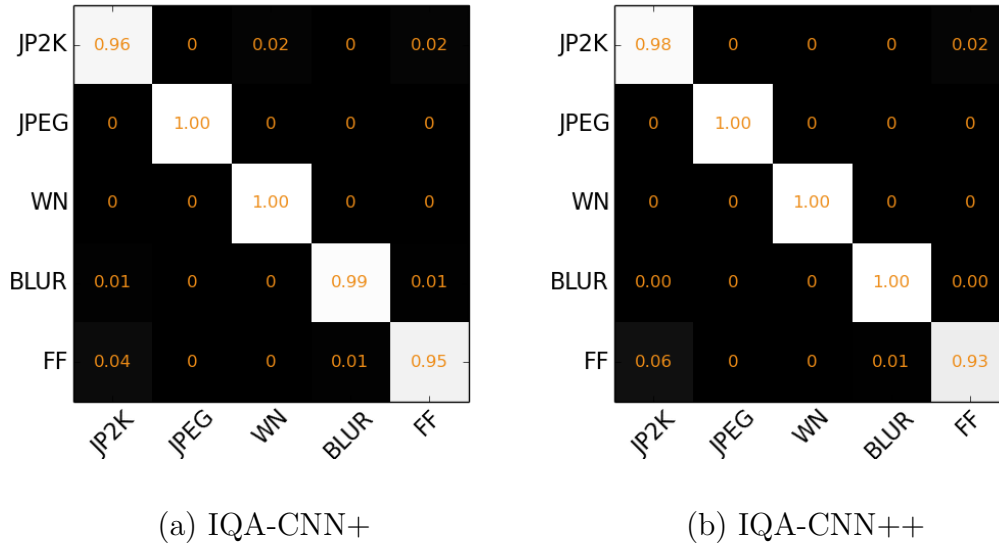 JP2K 0.96 0 0.02 0 0.02
JPEG 0 1.00 0 0 0
WN 0 0 1.00 0 0
BLUR 0.01 0 0 0.99 0.01
FF 0.04 0 0 0.01 0.95
JP2K JPEG WN BLUR FF
(a) IQA-CNN+
JP2K 0.98 0 0 0 0.02
JPEG 0 1.00 0 0 0
WN 0 0 1.00 0 0
BLUR 0.00 0 0 1.00 0.00
FF 0.06 0 0 0.01 0.93
JP2K JPEG WN BLUR FF
(b) IQA-CNN++